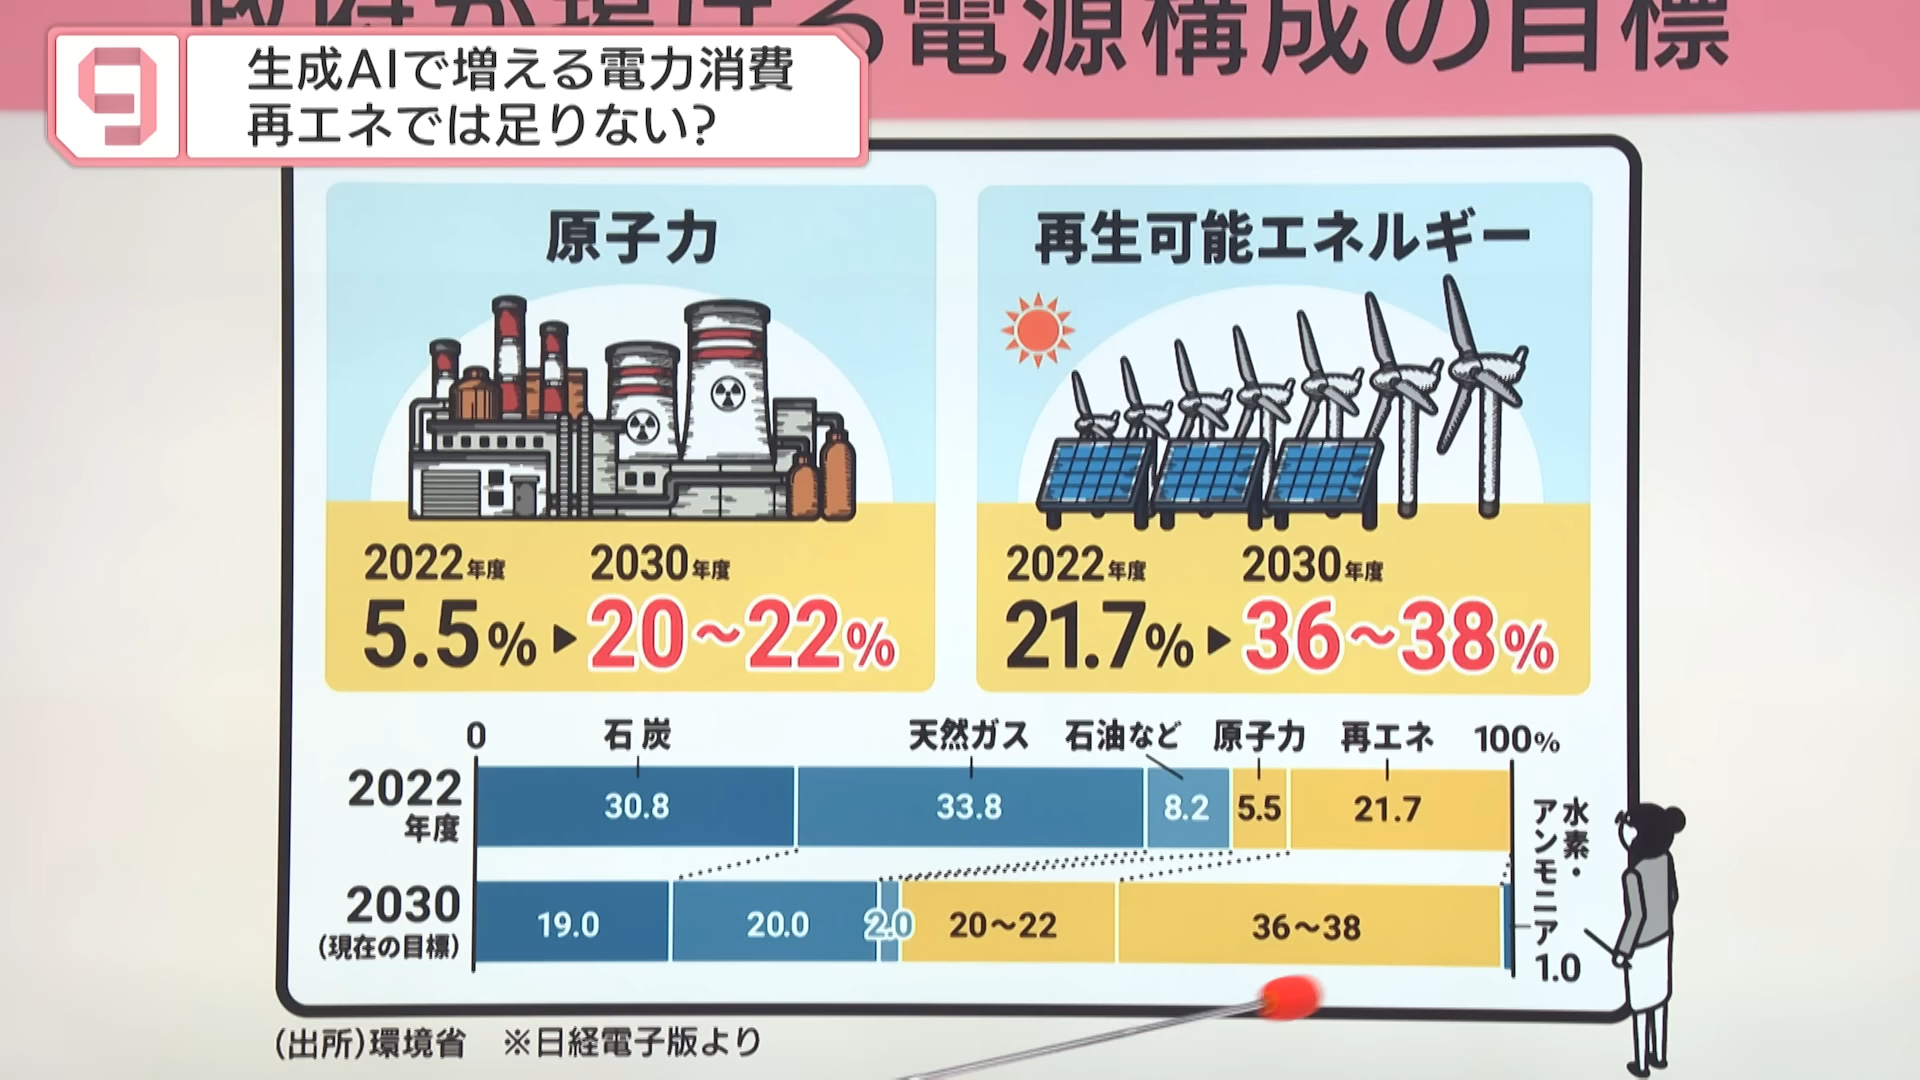 電源構成の目標
9
生成AIで増える電力消費
再エネでは足りない?
原子力
2022年度 2030年度
5.5%▶20～22%
再生可能エネルギー
2022年度 2030年度
21.7%▶36～38%
0 石炭 天然ガス 石油など 原子力 再エネ 100%
2022年度 30.8 33.8 8.2 5.5 21.7
2030(現在の目標) 19.0 20.0 2.0 20～22 36～38
水素・アンモニア
1.0
(出所)環境省 ※日経電子版より